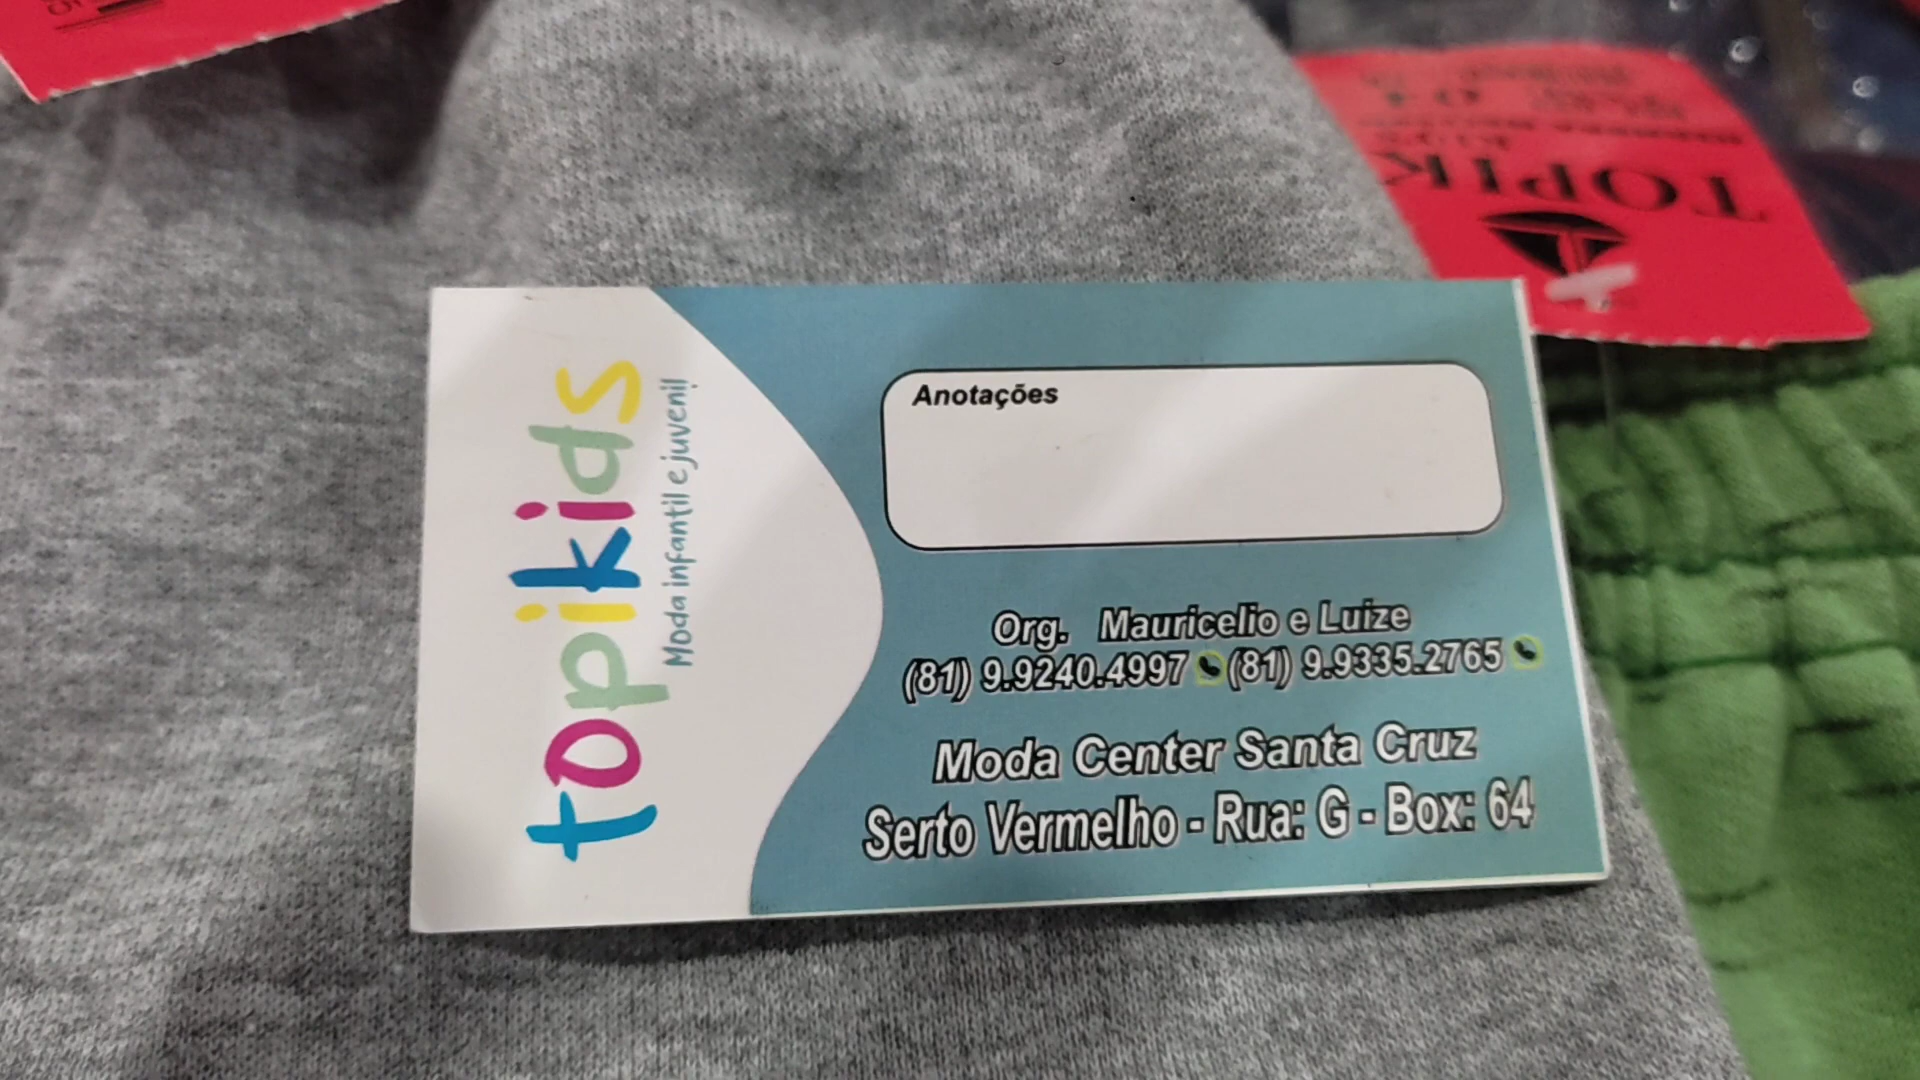 topikids
Moda infantil e juvenil
Anotações
Org. Mauricelio e Luize
(81) 9.9240.4997 (81) 9.9335.2765
Moda Center Santa Cruz
Serto Vermelho - Rua: G - Box: 64
TOPIK
KIDS